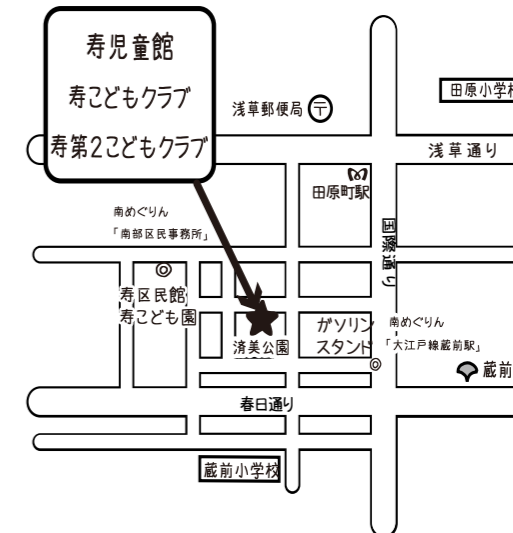 寿児童館
寿こどもクラブ
寿第2こどもクラブ
浅草郵便局
〒
田原小学校
浅草通り
田原町駅
南めぐりん
「南部区民事務所」
国際通り
寿区民館
寿こども園
済美公園
ガソリン
スタンド
南めぐりん
「大江戸線蔵前駅」
蔵前
春日通り
蔵前小学校